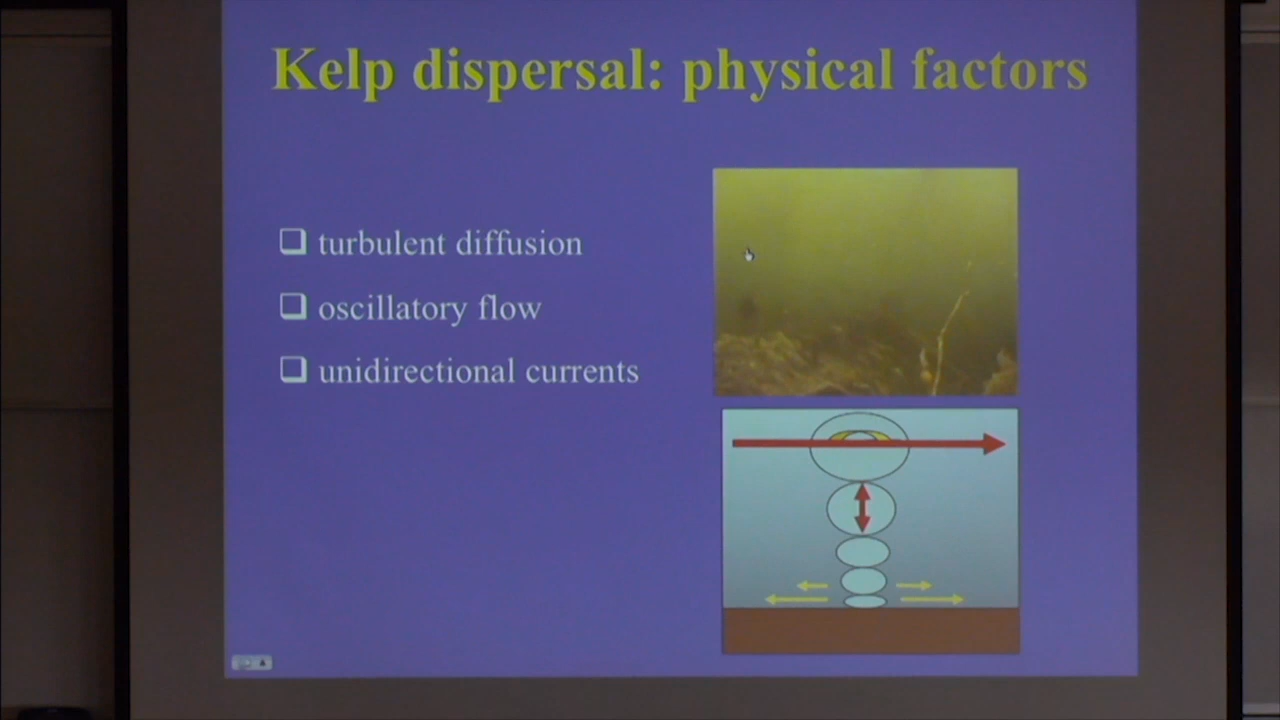 Kelp dispersal: physical factors
turbulent diffusion
oscillatory flow
unidirectional currents